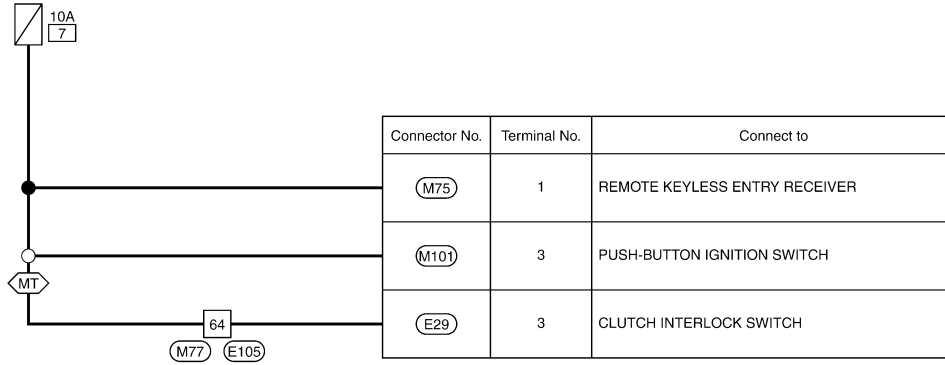 10A
7
Connector No. Terminal No. Connect to
M75 1 REMOTE KEYLESS ENTRY RECEIVER
M101 3 PUSH-BUTTON IGNITION SWITCH
MT
64 E29 3 CLUTCH INTERLOCK SWITCH
M77 E105